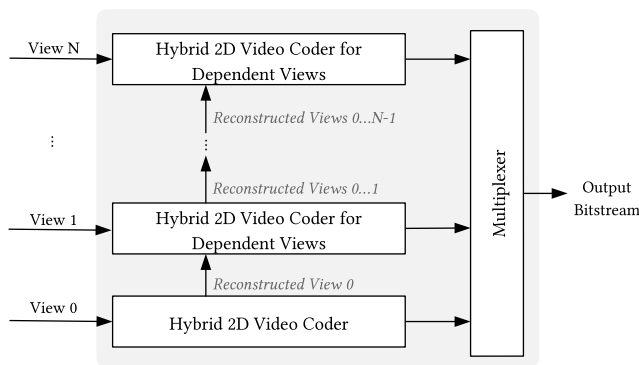 View N
Hybrid 2D Video Coder for
Dependent Views
Reconstructed Views 0...N-1
...
...
Reconstructed Views 0...1
View 1
Hybrid 2D Video Coder for
Dependent Views
Multiplexer
Output
Bitstream
Reconstructed View 0
View 0
Hybrid 2D Video Coder